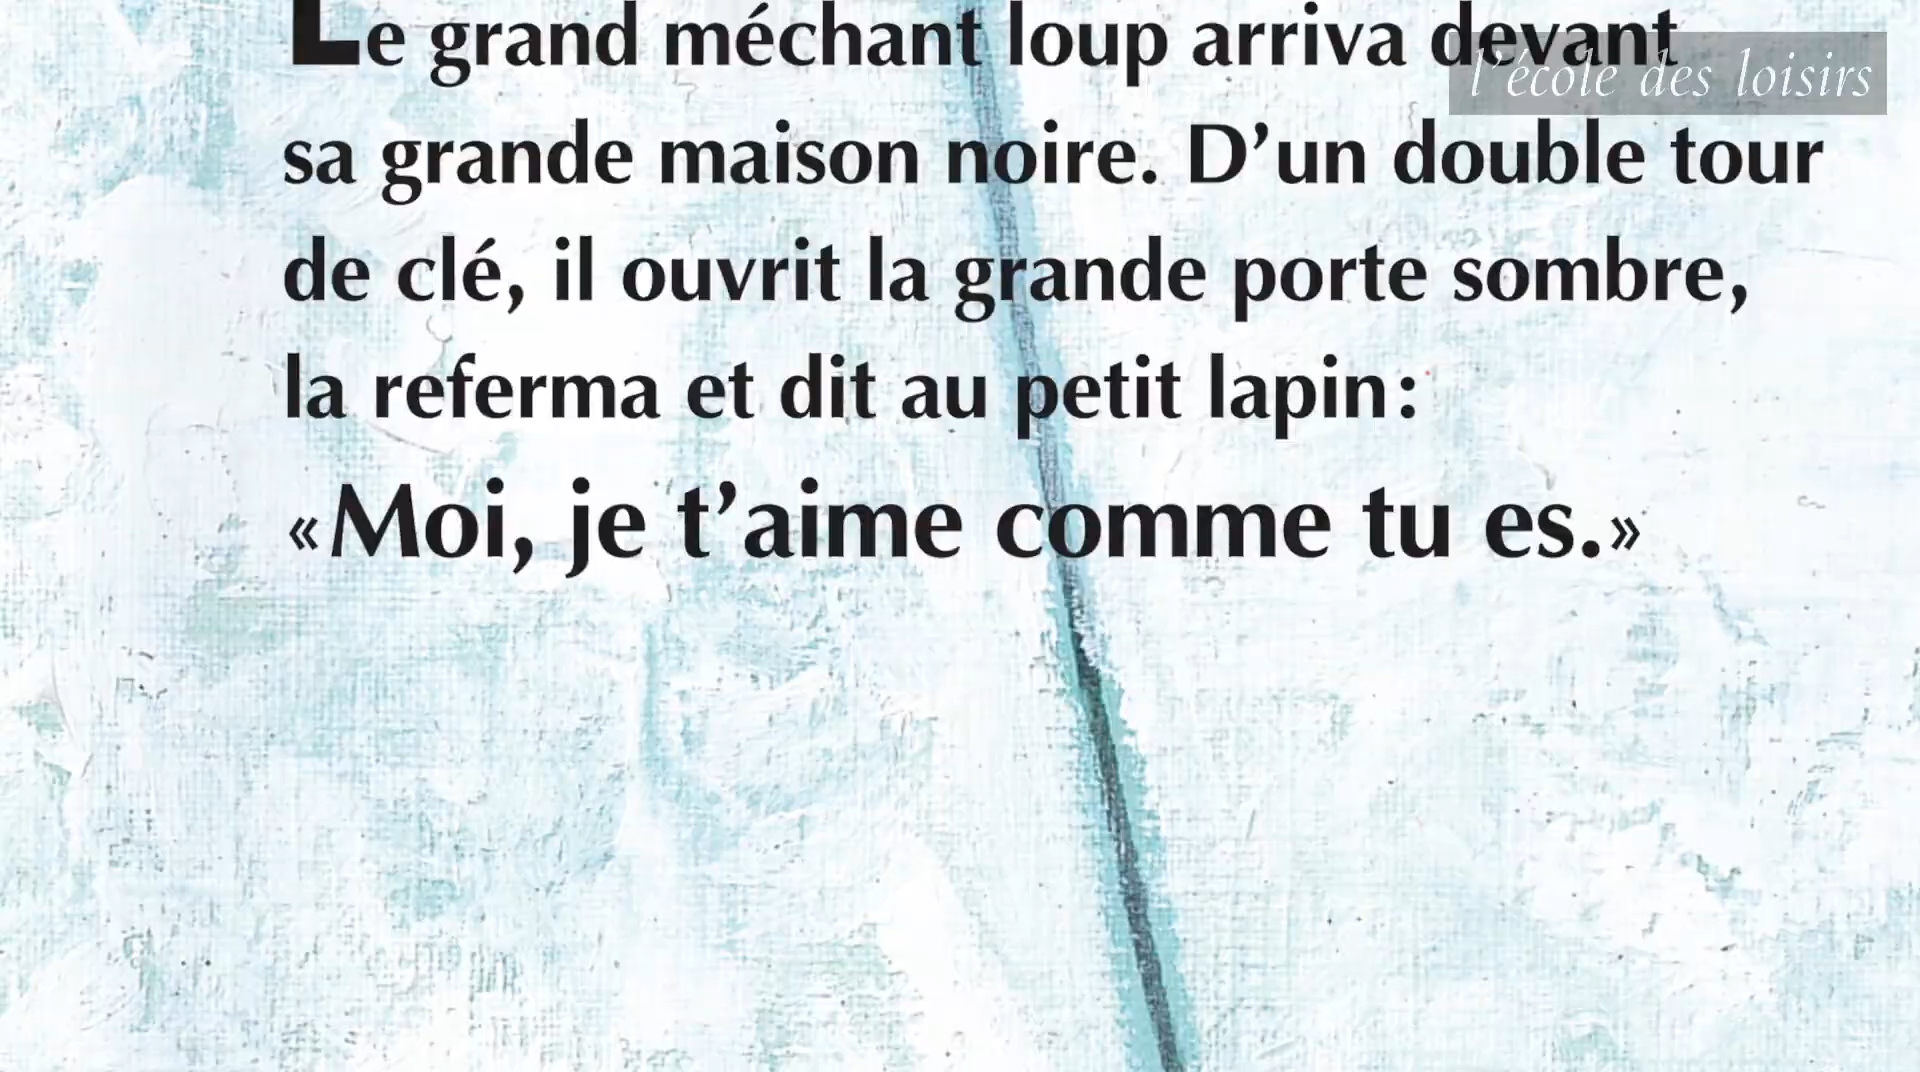 Le grand méchant loup arriva devant
l'école des loisirs
sa grande maison noire. D’un double tour
de clé, il ouvrit la grande porte sombre,
la referma et dit au petit lapin :
«Moi, je t’aime comme tu es.»